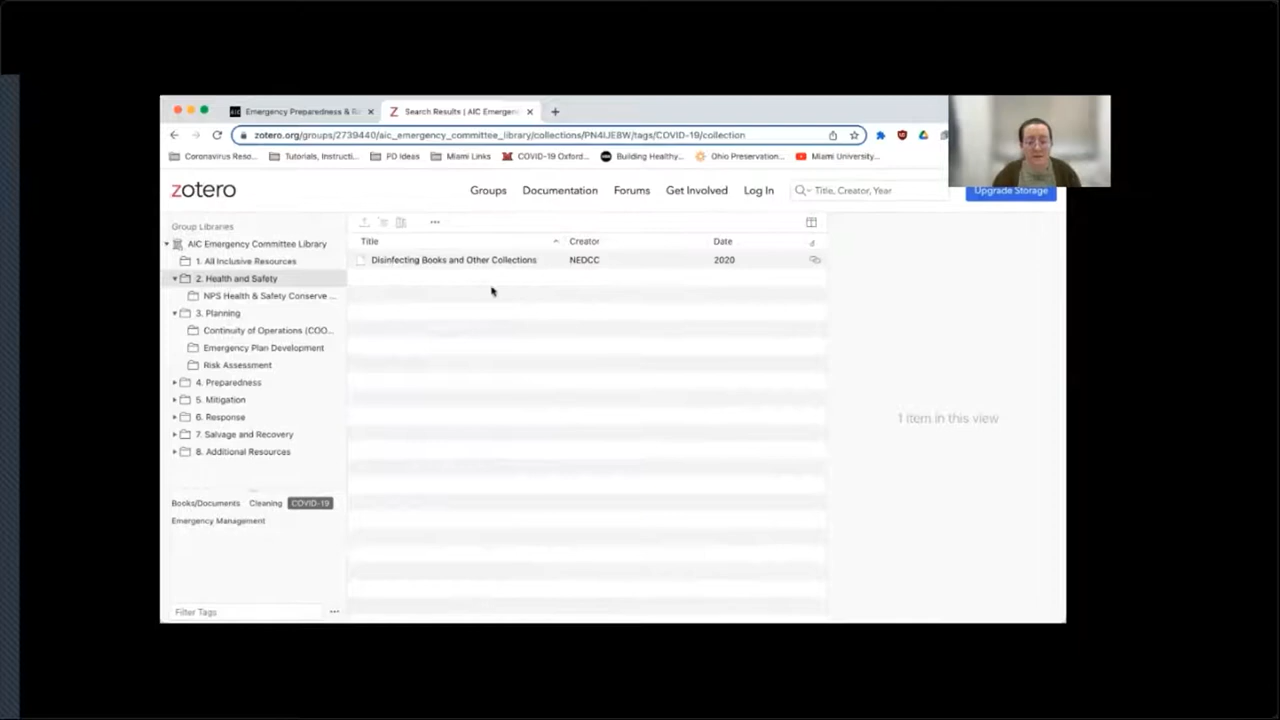 Emergency Preparedness & R
Search Results | AIC Emergen
zotero.org/groups/2739440/aic_emergency_committee_library/collections/PN4IJEBW/tags/COVID-19/collection
Coronavirus Reso... Tutorials, Instructi... PD Ideas Miami Links COVID-19 Oxford... Building Healthy... Ohio Preservation... Miami University...
zotero Groups Documentation Forums Get Involved Log In Title, Creator, Year Upgrade Storage
Group Libraries
AIC Emergency Committee Library
1. All Inclusive Resources
2. Health and Safety
NPS Health & Safety Conserve ...
3. Planning
Continuity of Operations (COO...
Emergency Plan Development
Risk Assessment
4. Preparedness
5. Mitigation
6. Response
7. Salvage and Recovery
8. Additional Resources
Books/Documents Cleaning COVID-19
Emergency Management
Filter Tags
Title Creator Date
Disinfecting Books and Other Collections NEDCC 2020
1 item in this view